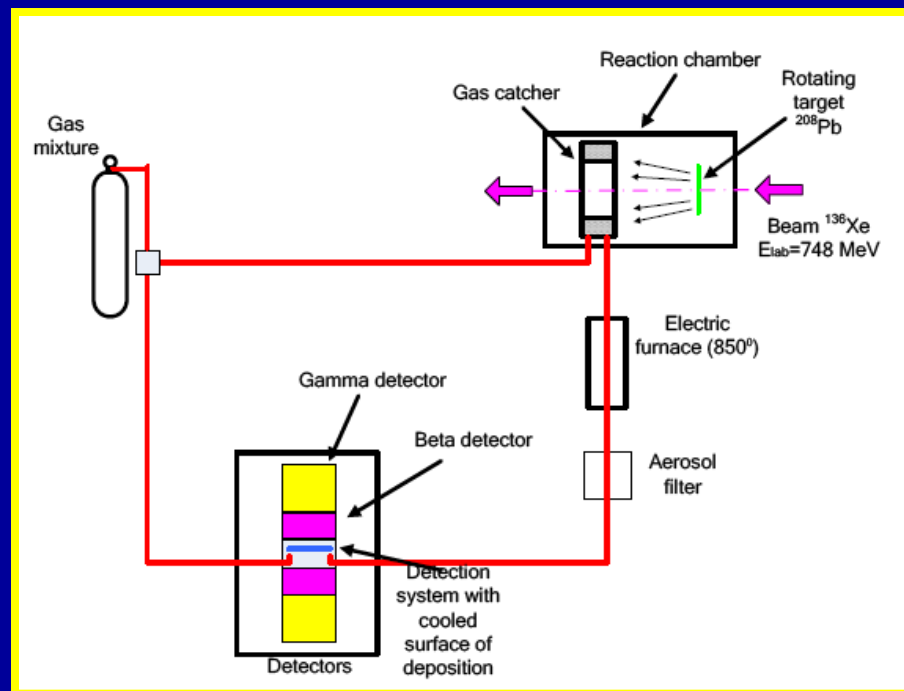 Reaction chamber
Gas catcher
Rotating
target
²⁰⁸Pb
Gas
mixture
Beam ¹³⁶Xe
Elab=748 MeV
Electric
furnace (850⁰)
Gamma detector
Beta detector
Aerosol
filter
Detection
system with
cooled
surface of
deposition
Detectors